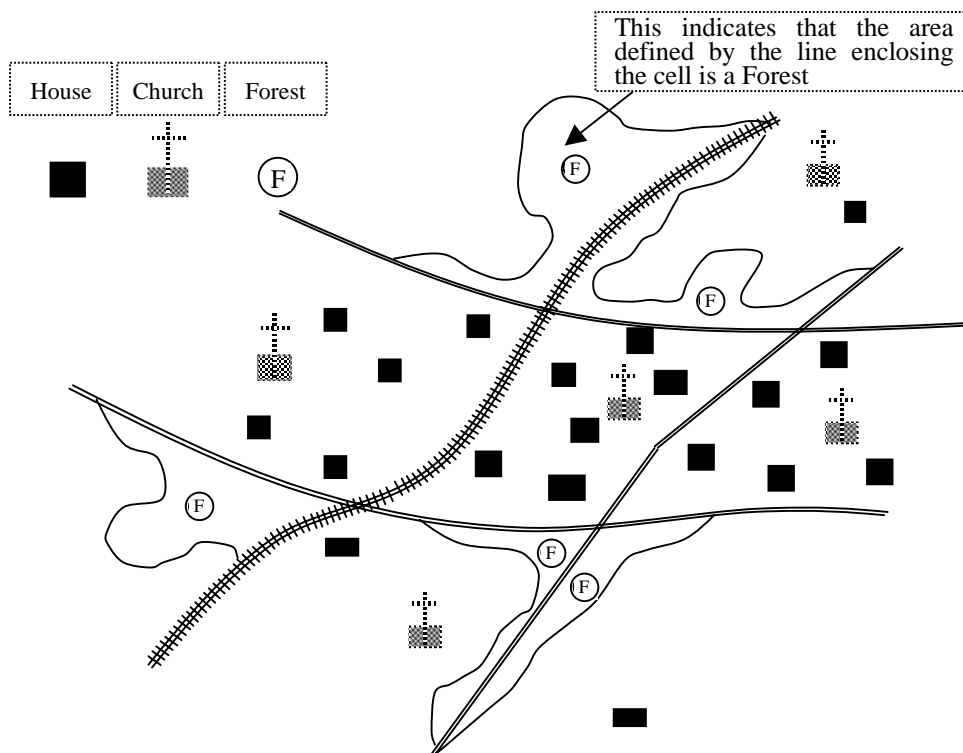 This indicates that the area
defined by the line enclosing
the cell is a Forest
House Church Forest
F
F
F
F
F
F